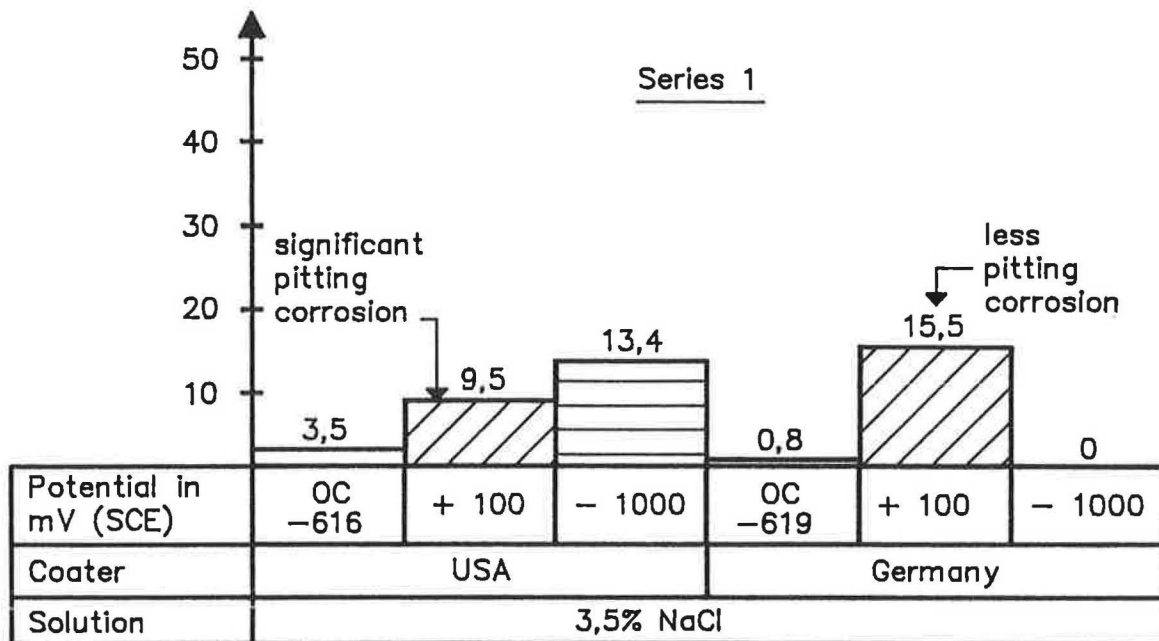 50
Series 1
40
30
significant
pitting
corrosion
less
pitting
corrosion
20
15,5
13,4
10
9,5
3,5
0,8
0
Potential in
mV (SCE)
OC
-616
+ 100
- 1000
OC
-619
+ 100
- 1000
Coater
USA
Germany
Solution
3,5% NaCl